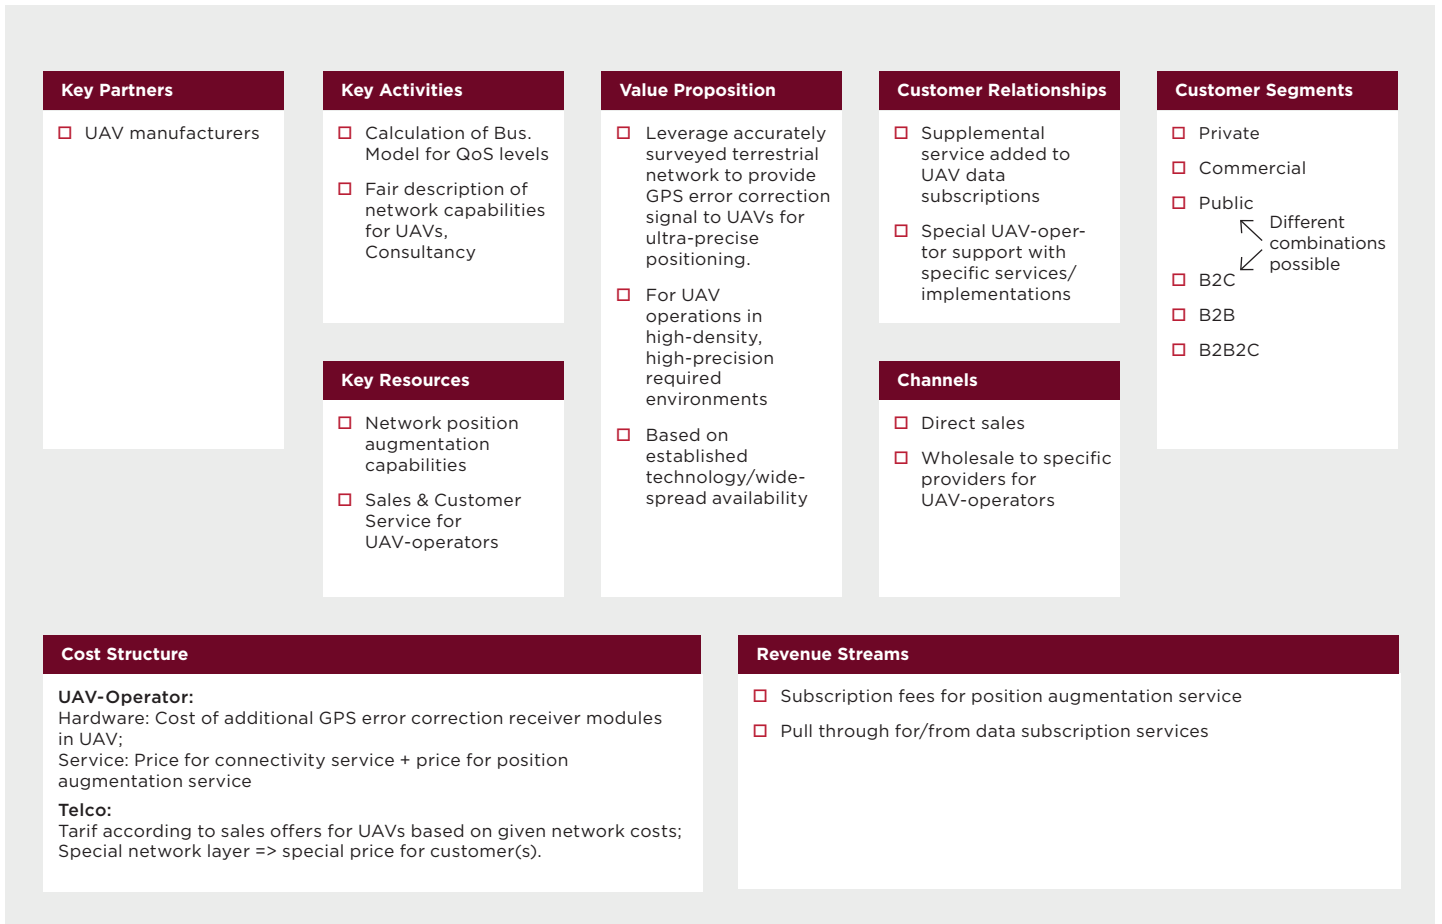 Key Partners
UAV manufacturers
Key Activities
Calculation of Bus.
Model for QoS levels
Fair description of
network capabilities
for UAVs,
Consultancy
Key Resources
Network position
augmentation
capabilities
Sales & Customer
Service for
UAV-operators
Value Proposition
Leverage accurately
surveyed terrestrial
network to provide
GPS error correction
signal to UAVs for
ultra-precise
positioning.
For UAV
operations in
high-density,
high-precision
required
environments
Based on
established
technology/wide-
spread availability
Customer Relationships
Supplemental
service added to
UAV data
subscriptions
Special UAV-oper-
tor support with
specific services/
implementations
Channels
Direct sales
Wholesale to specific
providers for
UAV-operators
Customer Segments
Private
Commercial
Public
Different
combinations
possible
B2C
B2B
B2B2C
Cost Structure
UAV-Operator:
Hardware: Cost of additional GPS error correction receiver modules
in UAV;
Service: Price for connectivity service + price for position
augmentation service
Telco:
Tarif according to sales offers for UAVs based on given network costs;
Special network layer => special price for customer(s).
Revenue Streams
Subscription fees for position augmentation service
Pull through for/from data subscription services